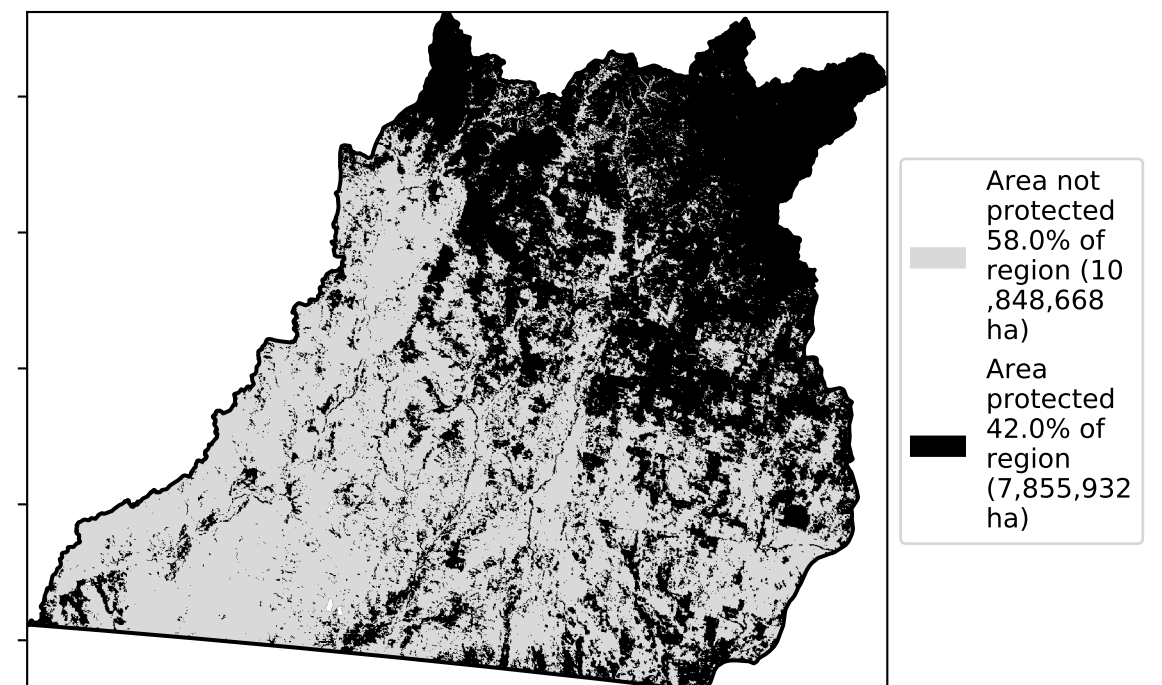 Area not
protected
58.0% of
region (10
,848,668
ha)
Area
protected
42.0% of
region
(7,855,932
ha)